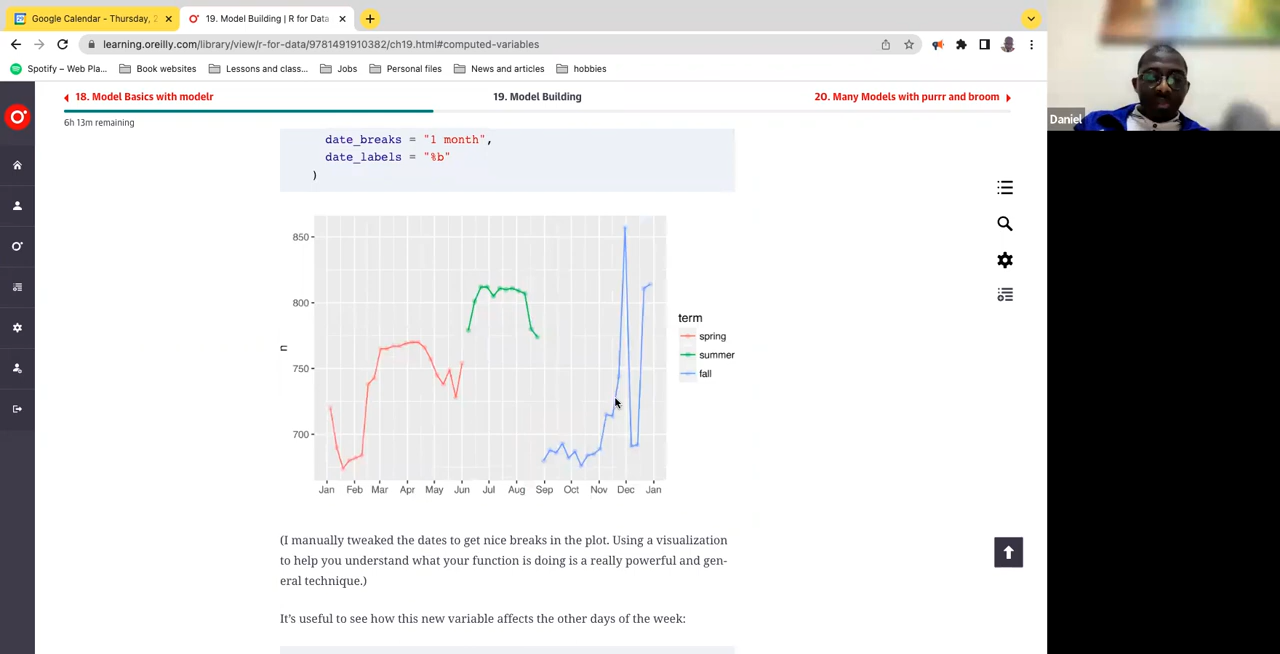 Google Calendar - Thursday, 2
19. Model Building | R for Data
learning.oreilly.com/library/view/r-for-data/9781491910382/ch19.html#computed-variables
Spotify – Web Pla...
Book websites
Lessons and class...
Jobs
Personal files
News and articles
hobbies
18. Model Basics with modelr
19. Model Building
20. Many Models with purrr and broom
6h 13m remaining
date_breaks = "1 month",
date_labels = "%b"
)
850
800
750
700
n
Jan Feb Mar Apr May Jun Jul Aug Sep Oct Nov Dec Jan
term
spring
summer
fall
(I manually tweaked the dates to get nice breaks in the plot. Using a visualization
to help you understand what your function is doing is a really powerful and gen-
eral technique.)
It’s useful to see how this new variable affects the other days of the week:
Daniel